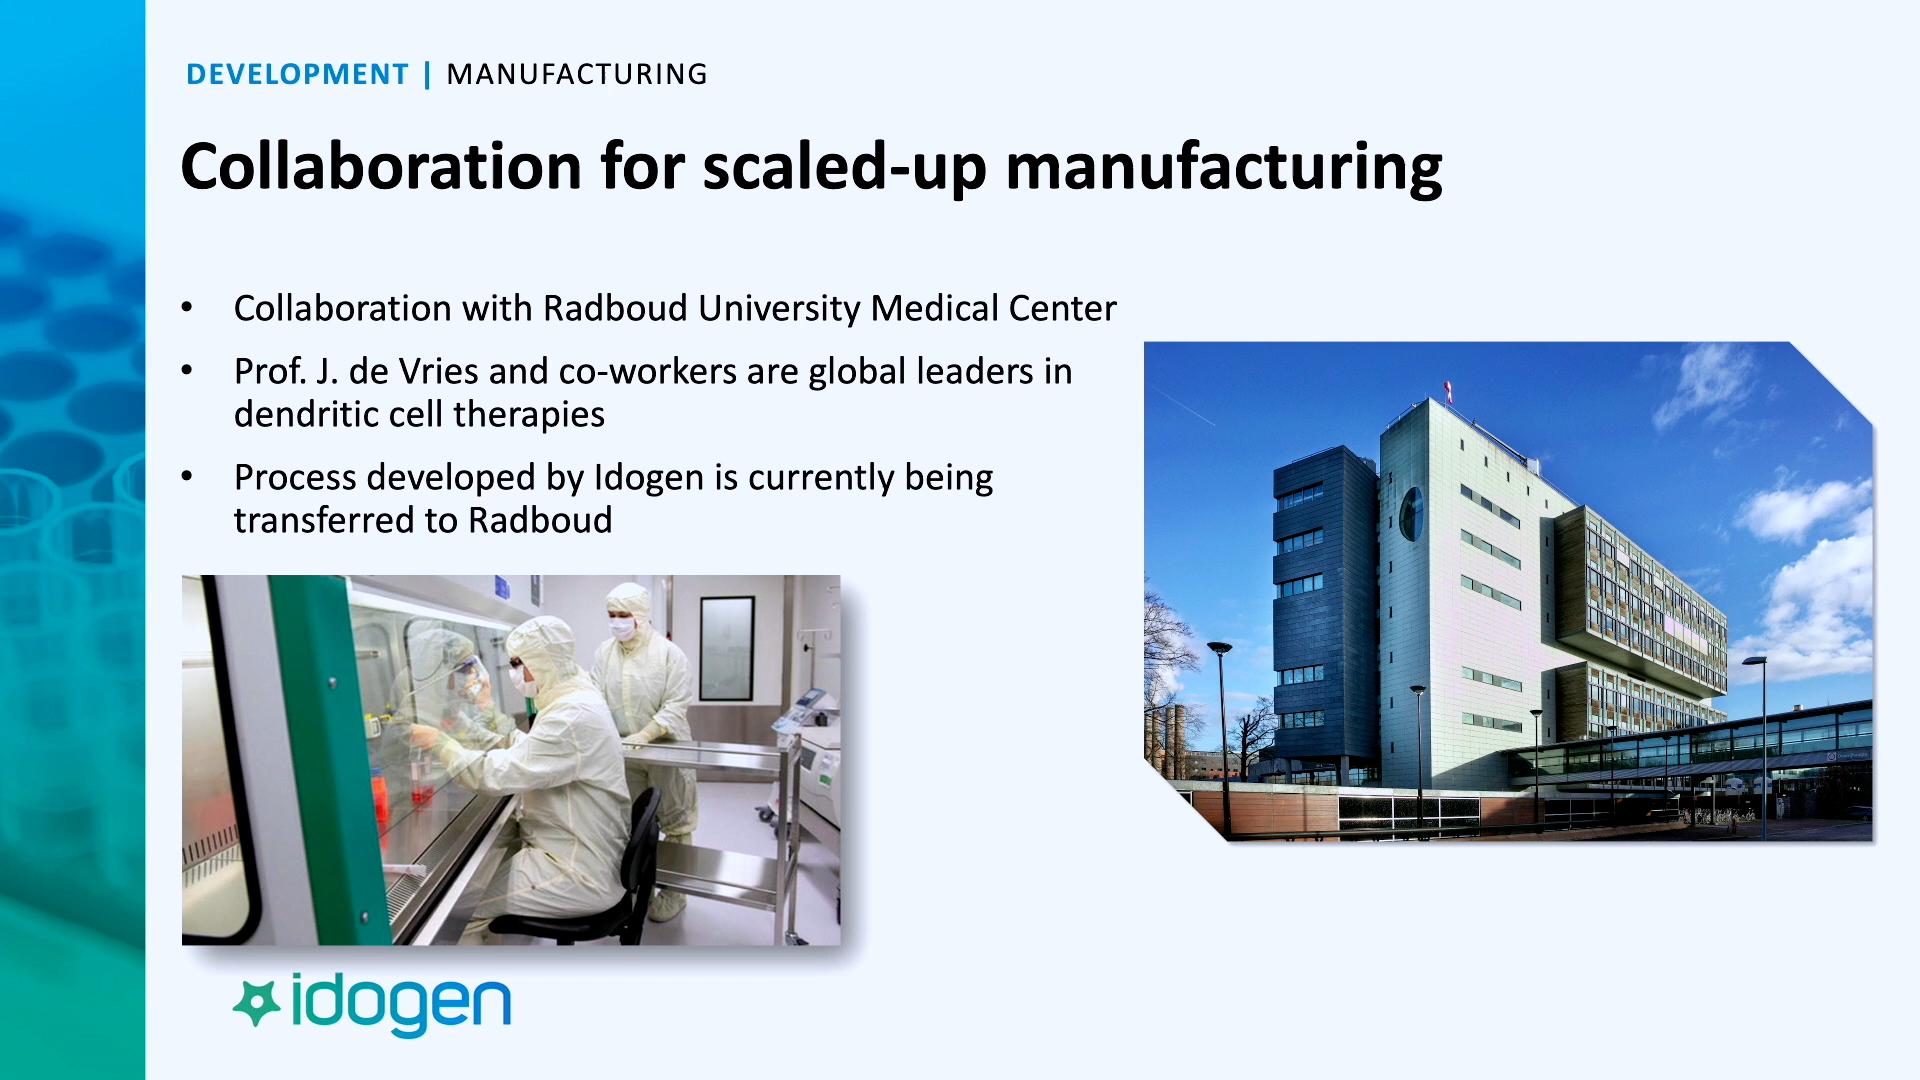 DEVELOPMENT | MANUFACTURING
Collaboration for scaled-up manufacturing
• Collaboration with Radboud University Medical Center
• Prof. J. de Vries and co-workers are global leaders in
dendritic cell therapies
• Process developed by Idogen is currently being
transferred to Radboud
idogen